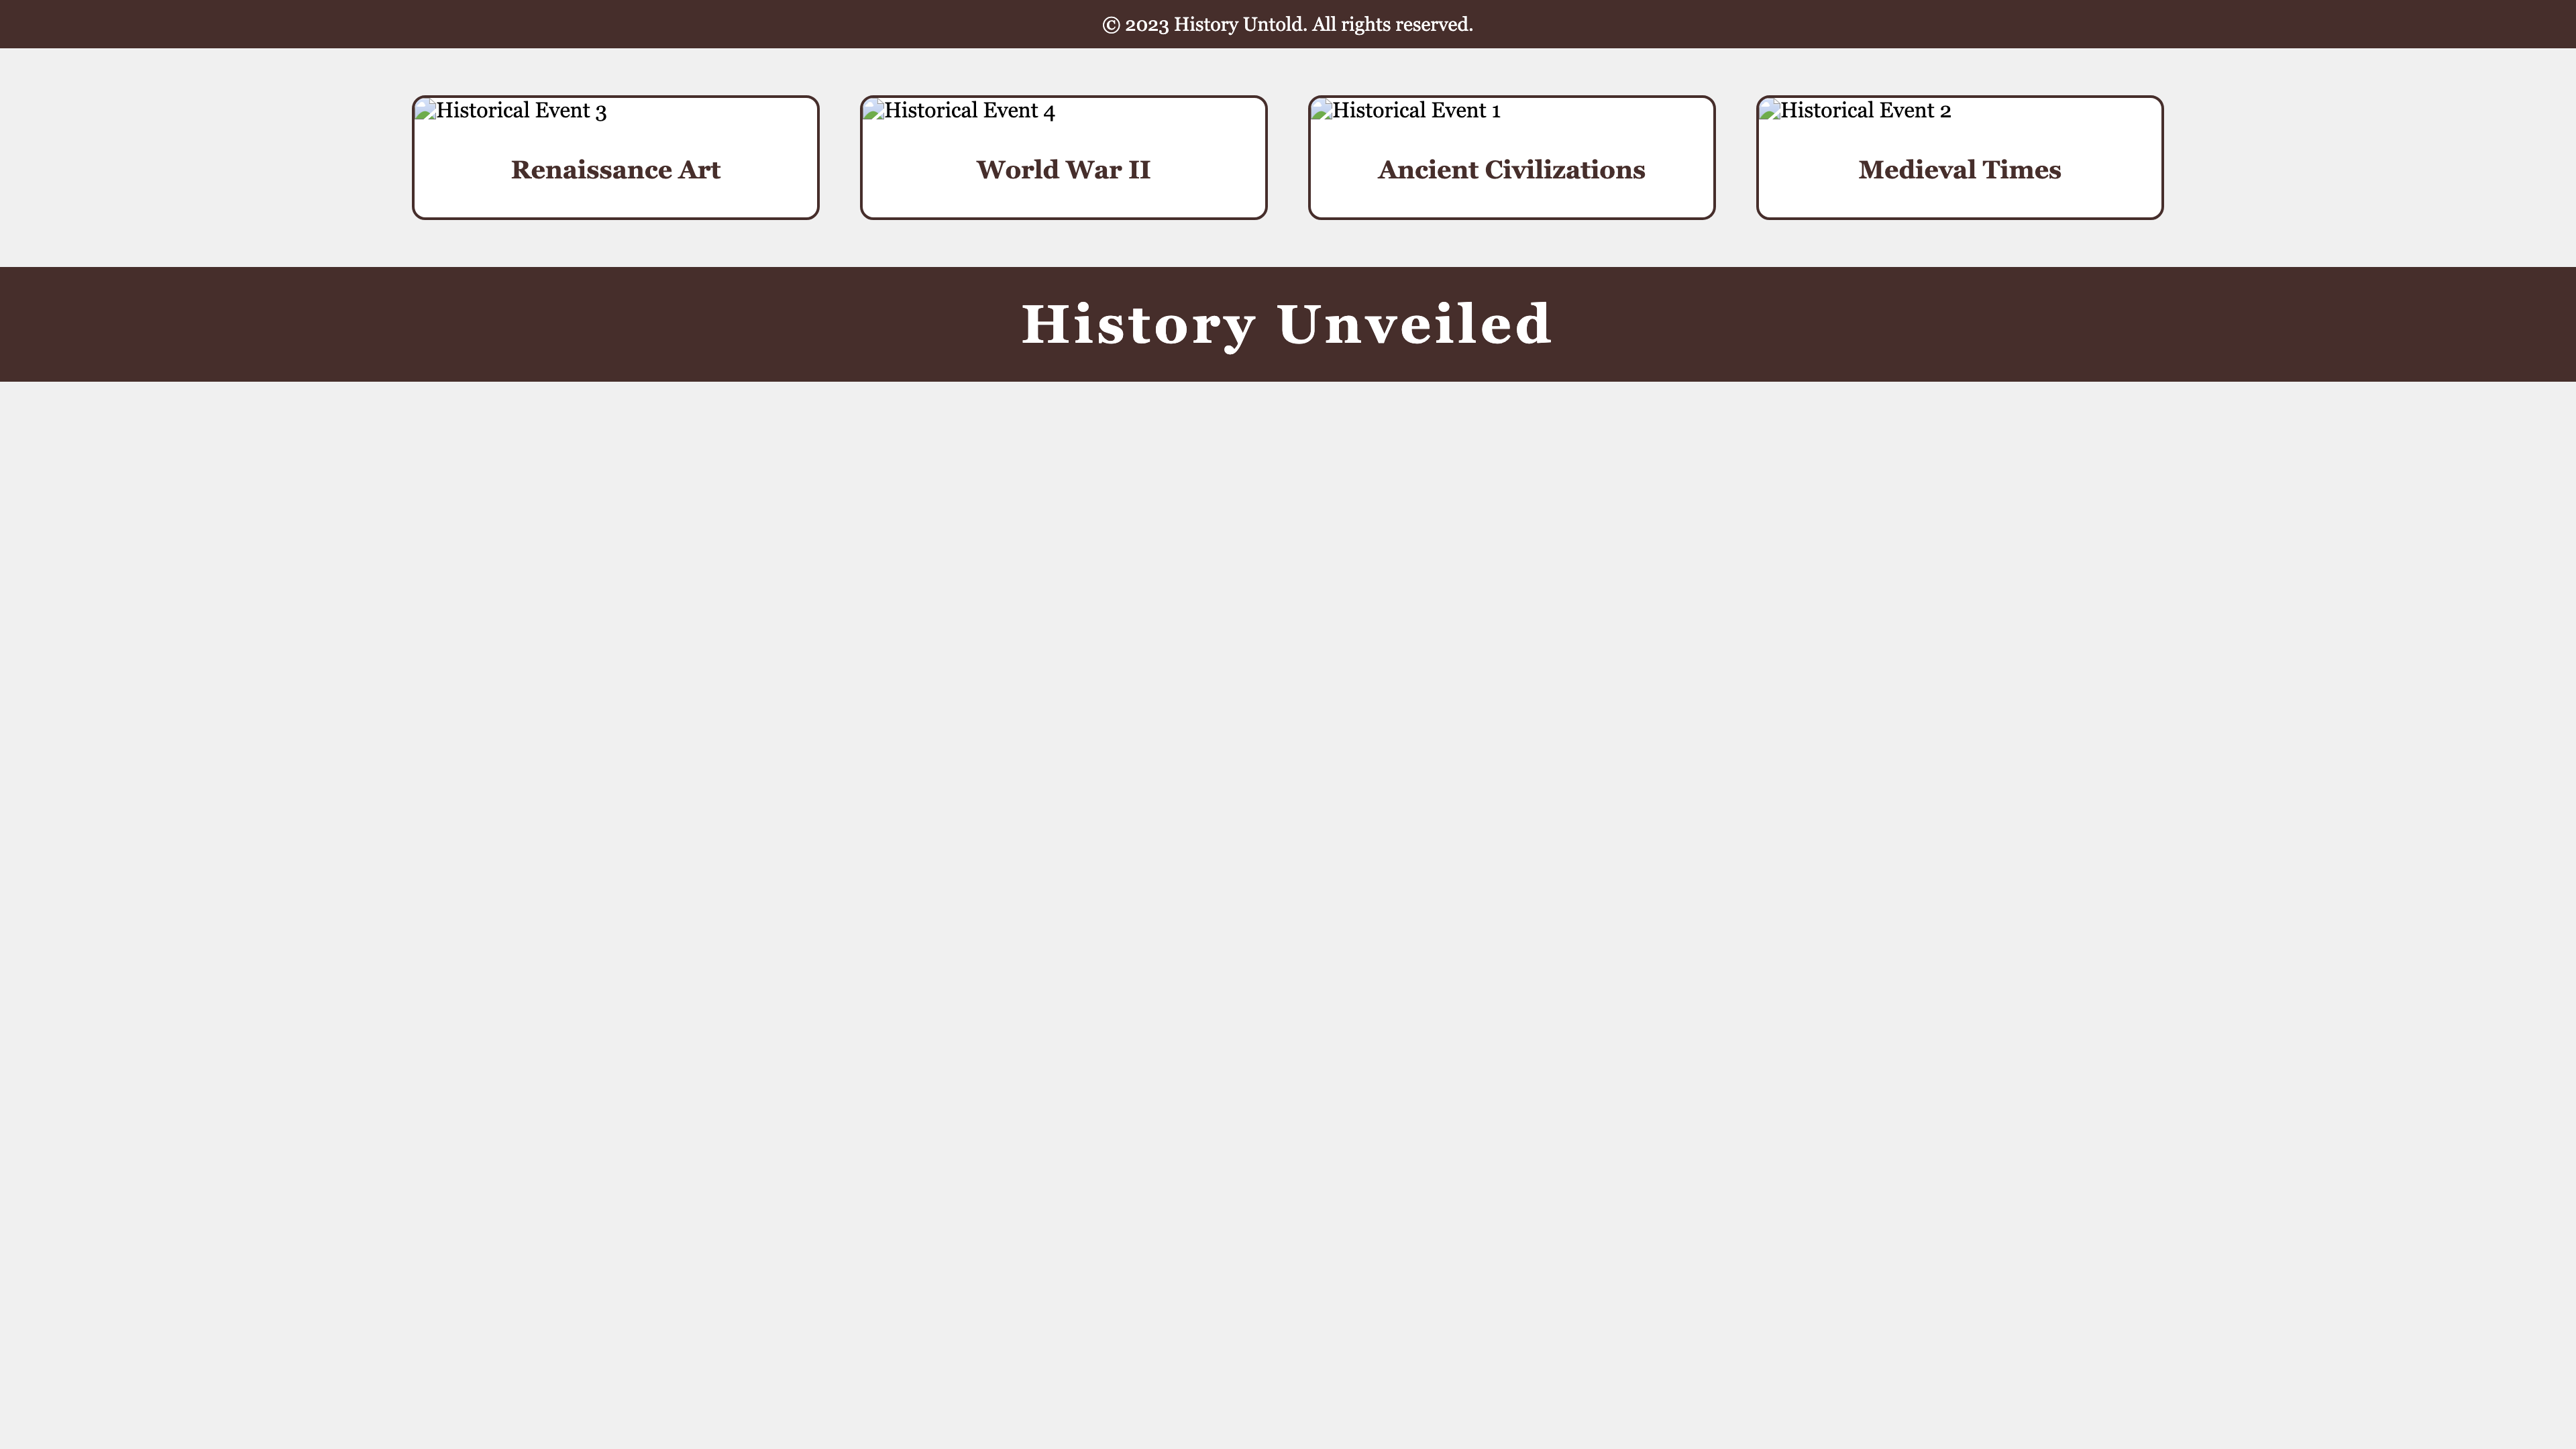 © 2023 History Untold. All rights reserved.
Historical Event 3
Renaissance Art
Historical Event 4
World War II
Historical Event 1
Ancient Civilizations
Historical Event 2
Medieval Times
History Unveiled